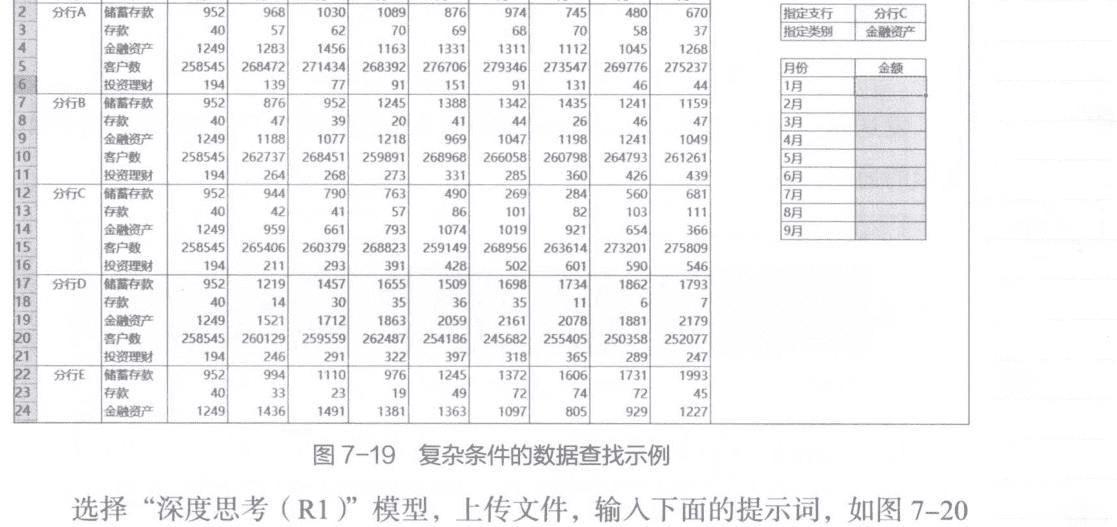 2 分行A 储蓄存款 952 968 1030 1089 876 974 745 480 670 指定支行 分行C
3 存款 40 57 62 70 69 68 70 58 37 指定类别 金融资产
4 金融资产 1249 1283 1456 1163 1331 1311 1112 1045 1268
5 客户数 258545 268472 271434 268392 276706 279346 273547 269776 275237 月份 金额
6 投资理财 194 139 77 91 151 91 131 46 44 1月
7 分行B 储蓄存款 952 876 952 1245 1388 1342 1435 1241 1159 2月
8 存款 40 47 39 20 41 44 26 46 47 3月
9 金融资产 1249 1188 1077 1218 969 1047 1198 1241 1049 4月
10 客户数 258545 262737 268451 259891 268968 266058 260798 264793 261261 5月
11 投资理财 194 264 268 273 331 285 360 426 439 6月
12 分行C 储蓄存款 952 944 790 763 490 269 284 560 681 7月
13 存款 40 42 41 57 86 101 82 103 111 8月
14 金融资产 1249 959 661 793 1074 1019 921 654 366 9月
15 客户数 258545 265406 260379 268823 259149 268956 263614 273201 275809
16 投资理财 194 211 293 391 428 502 601 590 546
17 分行D 储蓄存款 952 1219 1457 1655 1509 1698 1734 1862 1793
18 存款 40 14 30 35 36 35 11 6 7
19 金融资产 1249 1521 1712 1863 2059 2161 2078 1881 2179
20 客户数 258545 260129 259559 262487 254186 245682 255405 250358 252077
21 投资理财 194 246 291 322 397 318 365 289 247
22 分行E 储蓄存款 952 994 1110 976 1245 1372 1606 1731 1993
23 存款 40 33 23 19 49 72 74 72 45
24 金融资产 1249 1436 1491 1381 1363 1097 805 929 1227
图 7-19 复杂条件的数据查找示例
选择“深度思考（R1）”模型，上传文件，输入下面的提示词，如图 7-20